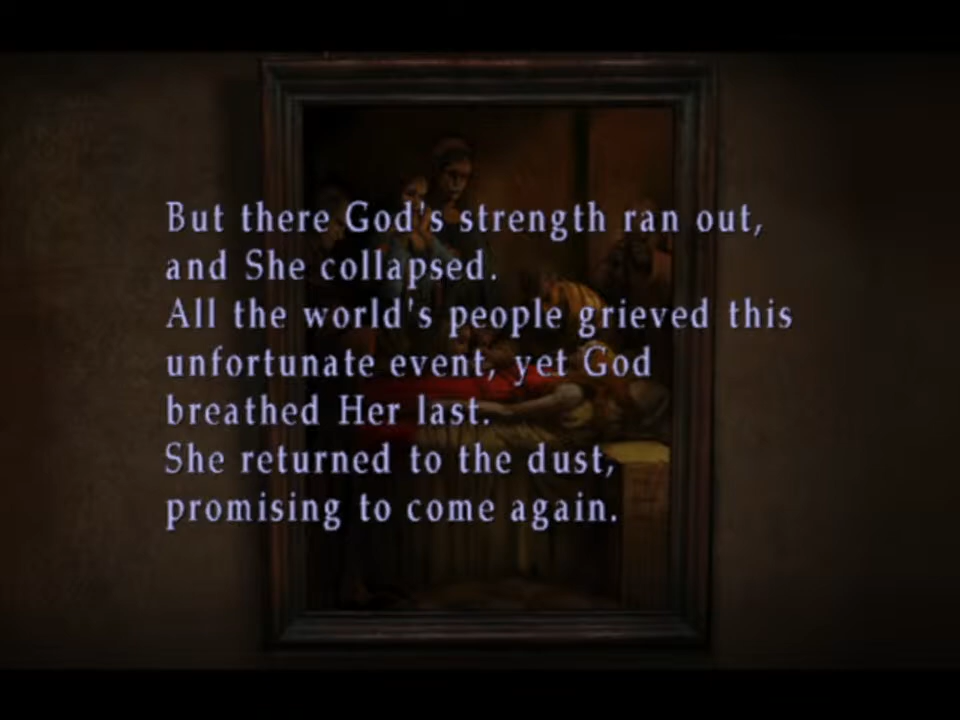 But there God's strength ran out,
and She collapsed.
All the world's people grieved this
unfortunate event, yet God
breathed Her last.
She returned to the dust,
promising to come again.